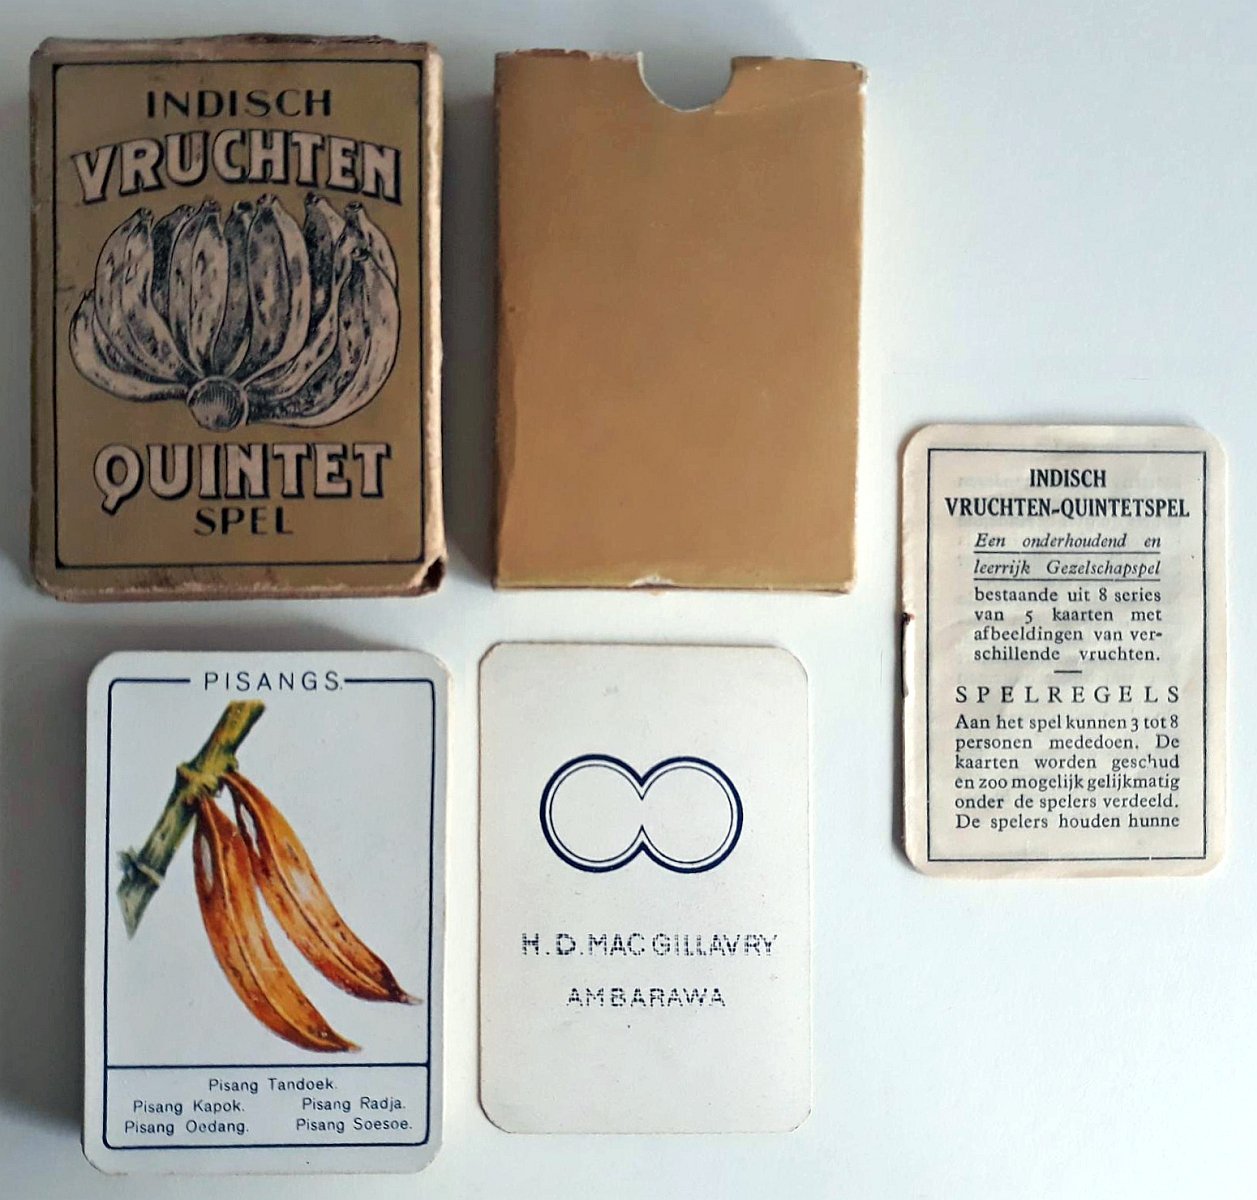 INDISCH
VRUCHTEN
QUINTET
SPEL
PISANGS.
Pisang Tandoek.
Pisang Kapok. Pisang Radja.
Pisang Oedang. Pisang Soesoe.
H.D. MAC GILLAVRY
AMBARAWA
INDISCH
VRUCHTEN-QUINTETSPEL
Een onderhoudend en
leerrijk Gezelschapspel
bestaande uit 8 series
van 5 kaarten met
afbeeldingen van ver-
schillende vruchten.
SPELREGELS
Aan het spel kunnen 3 tot 8
personen mededoen. De
kaarten worden geschud
en zoo mogelijk gelijkmatig
onder de spelers verdeeld.
De spelers houden hunne